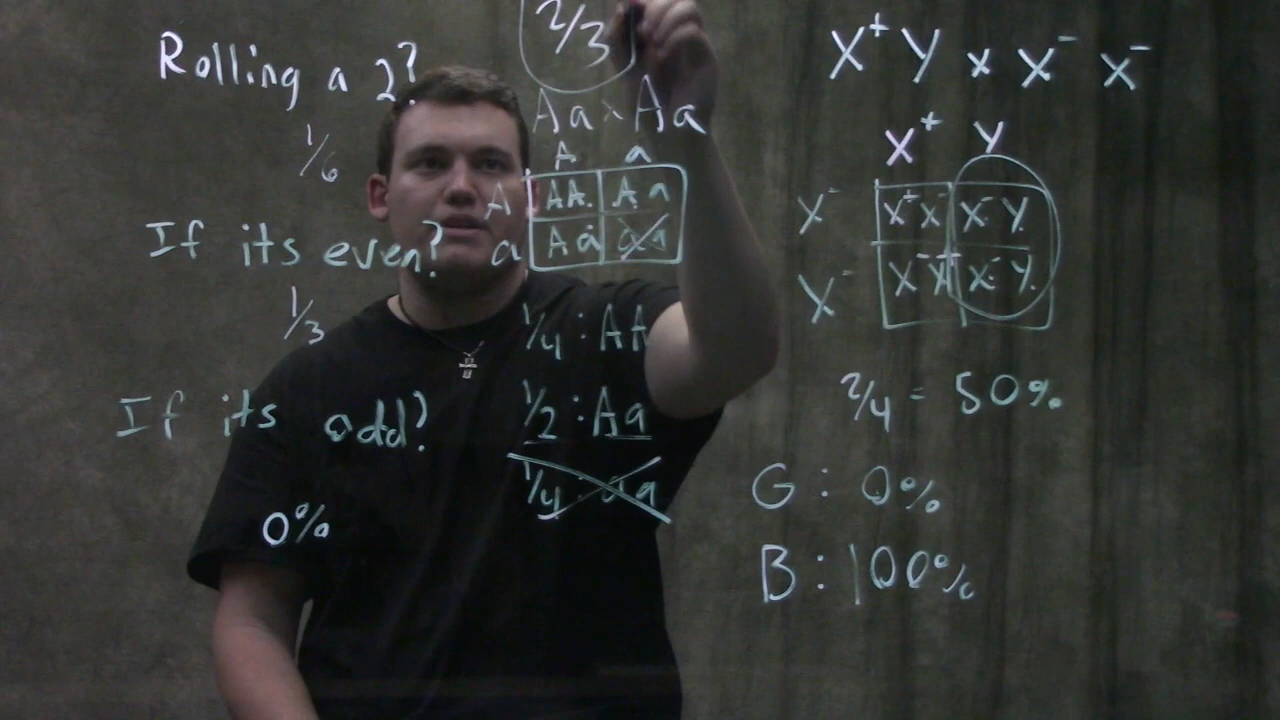 Rolling a 2?
1/6
If its even?
1/3
If its odd?
0%
2/3
Aa x Aa
A a
A AA Aa
a Aa aa
1/4 : AA
1/2 : Aa
1/4 : aa
X⁺ Y x X⁻ X⁻
X⁺ Y
X⁻ X⁺X⁻ X⁻Y
X⁻ X⁻X⁺ X⁻Y
2/4 = 50%
G : 0%
B : 100%